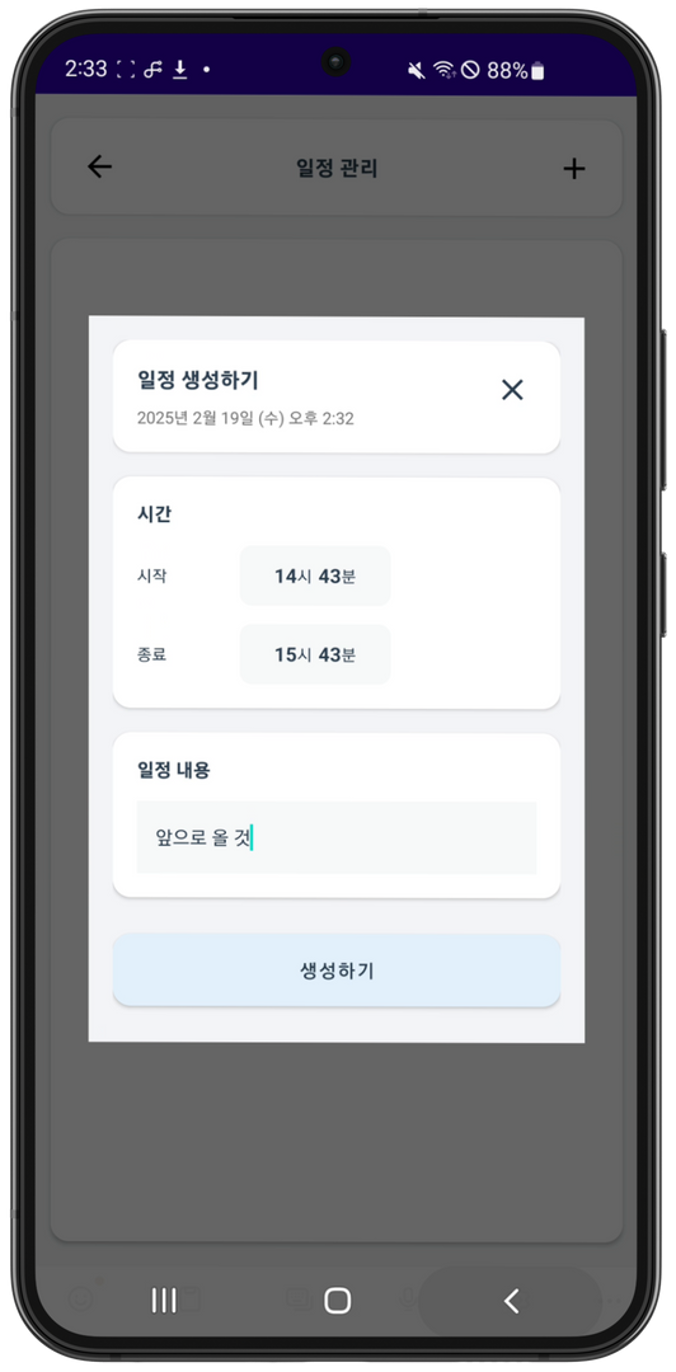 2:33
88%
일정 관리
일정 생성하기
2025년 2월 19일 (수) 오후 2:32
시간
시작
14시 43분
종료
15시 43분
일정 내용
앞으로 올 것
생성하기